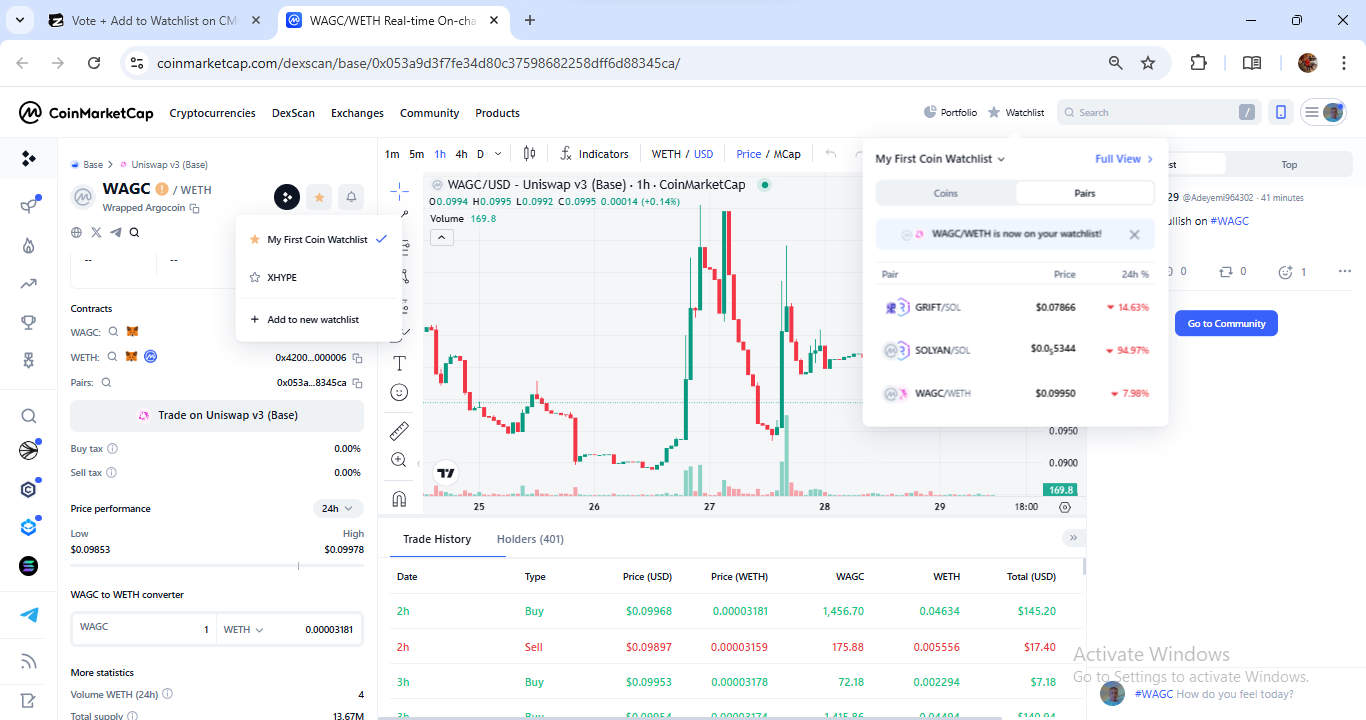 Vote + Add to Watchlist on CM
WAGC/WETH Real-time On-cha
coinmarketcap.com/dexscan/base/0x053a9d3f7fe34d80c37598682258dff6d88345ca/
CoinMarketCap
Cryptocurrencies DexScan Exchanges Community Products
Portfolio Watchlist Search /
Base > Uniswap v3 (Base)
WAGC / WETH
Wrapped Argocoin
My First Coin Watchlist
XHYPE
+ Add to new watchlist
-- --
Contracts
WAGC:
WETH: 0x4200...000006
Pairs: 0x053a...8345ca
Trade on Uniswap v3 (Base)
Buy tax 0.00%
Sell tax 0.00%
Price performance 24h
Low High
$0.09853 $0.09978
WAGC to WETH converter
WAGC 1 WETH 0.00003181
More statistics
Volume WETH (24h) 4
Total supply 13.67M
1m 5m 1h 4h D Indicators WETH / USD Price / MCap
WAGC/USD - Uniswap v3 (Base) · 1h · CoinMarketCap
O0.0994 H0.0995 L0.0992 C0.0995 0.00014 (+0.14%)
Volume 169.8
0.0950
0.0900
169.8
25 26 27 28 29 18:00
Trade History Holders (401)
Date Type Price (USD) Price (WETH) WAGC WETH Total (USD)
2h Buy $0.09968 0.00003181 1,456.70 0.04634 $145.20
2h Sell $0.09897 0.00003159 175.88 0.005556 $17.40
3h Buy $0.09953 0.00003178 72.18 0.002294 $7.18
3h Buy $0.09954 0.00003174 1,415.86 0.04494 $140.94
My First Coin Watchlist Full View >
Coins Pairs
WAGC/WETH is now on your watchlist!
Pair Price 24h %
GRIFT/SOL $0.07866 14.63%
SOLYAN/SOL $0.0₅5344 94.97%
WAGC/WETH $0.09950 7.98%
Top
29 @Adeyemi964302 · 41 minutes
#WAGC
0 0 1
Go to Community
Activate Windows
Go to Settings to activate Windows.
#WAGC How do you feel today?